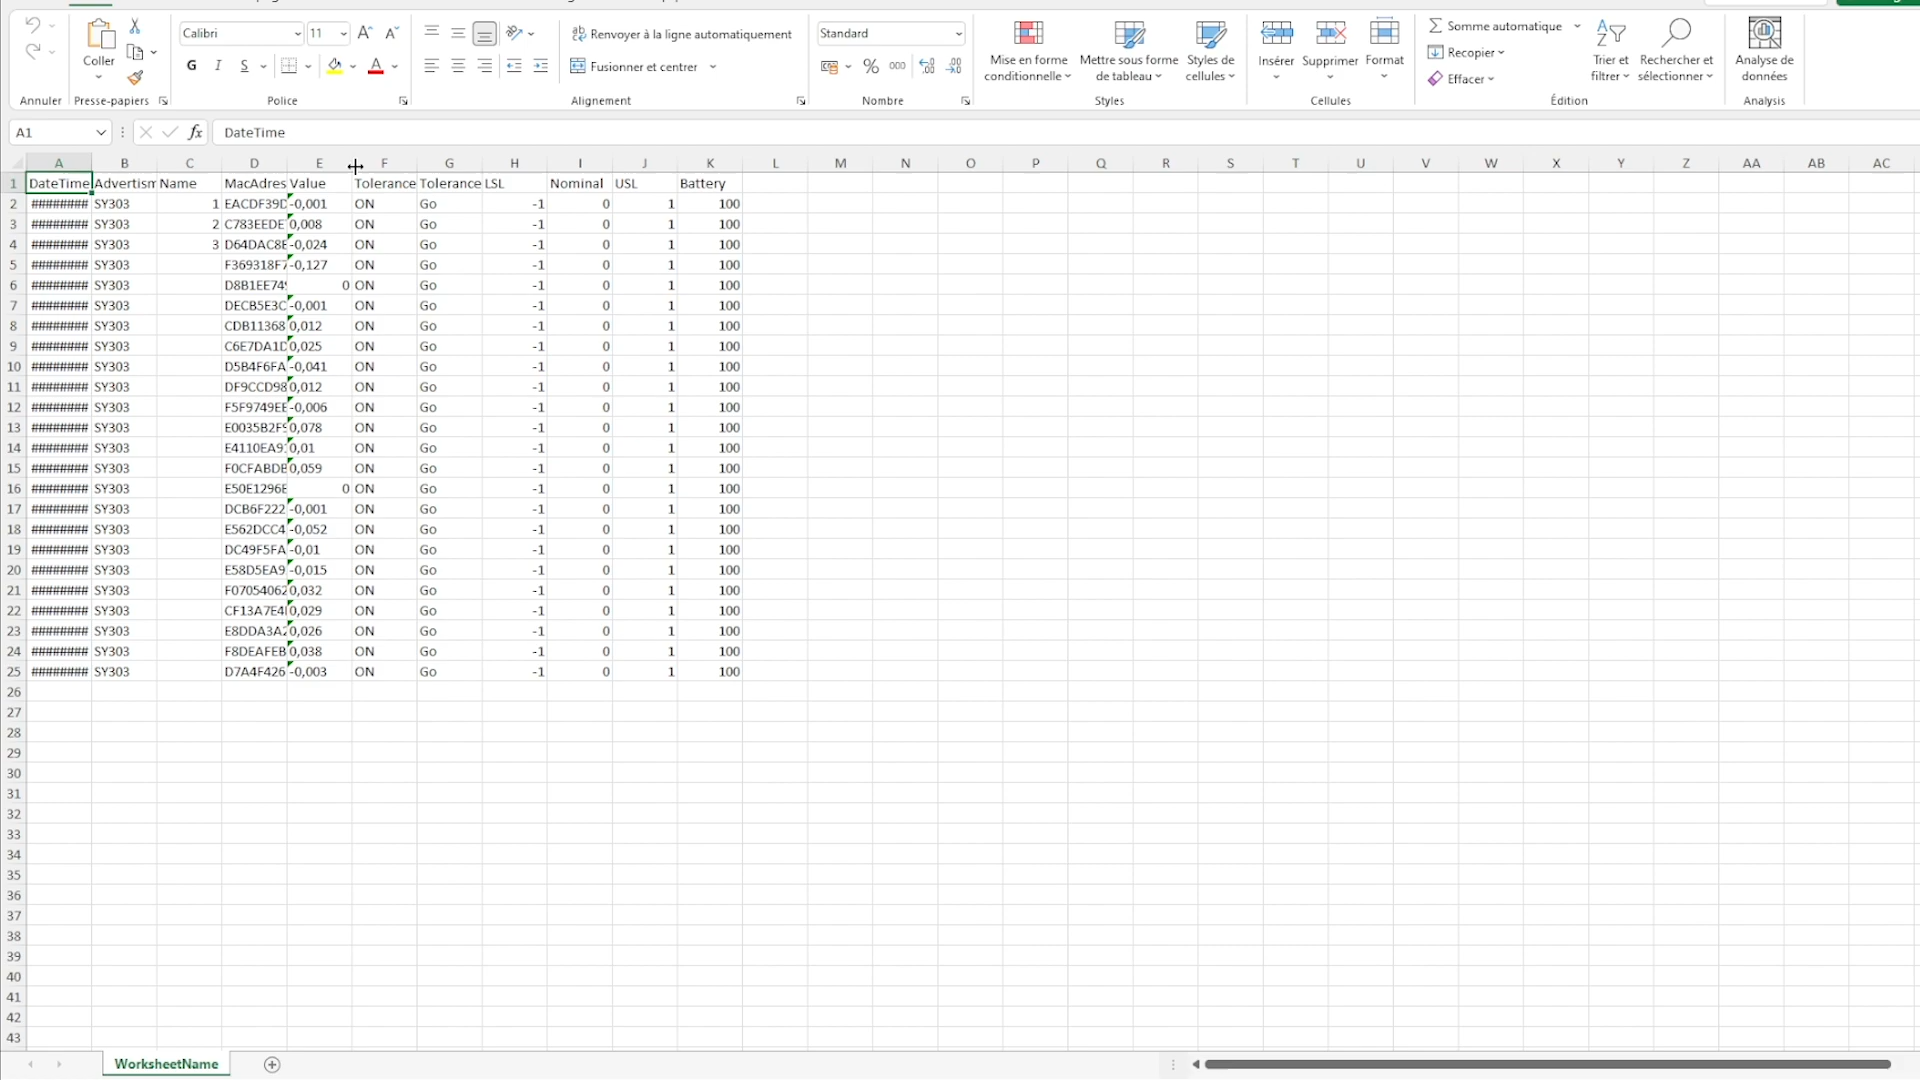 Calibri 11 Renvoyer à la ligne automatiquement Standard Somme automatique
Coller G I S Fusionner et centrer % 000 Mise en forme conditionnelle Mettre sous forme de tableau Styles de cellules Insérer Supprimer Format Recopier Effacer Trier et filtrer Rechercher et sélectionner Analyse de données
Annuler Presse-papiers Police Alignement Nombre Styles Cellules Édition Analysis
A1 fx DateTime
A B C D E F G H I J K L M N O P Q R S T U V W X Y Z AA AB AC
1 DateTime Advertism Name MacAdres Value Tolerance Tolerance LSL Nominal USL Battery
2 ######## SY303 1 EACDF39D -0,001 ON Go -1 0 1 100
3 ######## SY303 2 C783EEDE 0,008 ON Go -1 0 1 100
4 ######## SY303 3 D64DAC8E -0,024 ON Go -1 0 1 100
5 ######## SY303 F369318F7 -0,127 ON Go -1 0 1 100
6 ######## SY303 D8B1EE749 0 ON Go -1 0 1 100
7 ######## SY303 DECB5E3C -0,001 ON Go -1 0 1 100
8 ######## SY303 CDB11368 0,012 ON Go -1 0 1 100
9 ######## SY303 C6E7DA1D 0,025 ON Go -1 0 1 100
10 ######## SY303 D5B4F6FA -0,041 ON Go -1 0 1 100
11 ######## SY303 DF9CCD98 0,012 ON Go -1 0 1 100
12 ######## SY303 F5F9749EE -0,006 ON Go -1 0 1 100
13 ######## SY303 E0035B2F9 0,078 ON Go -1 0 1 100
14 ######## SY303 E4110EA91 0,01 ON Go -1 0 1 100
15 ######## SY303 F0CFABDB 0,059 ON Go -1 0 1 100
16 ######## SY303 E50E1296E 0 ON Go -1 0 1 100
17 ######## SY303 DCB6F222 -0,001 ON Go -1 0 1 100
18 ######## SY303 E562DCC4 -0,052 ON Go -1 0 1 100
19 ######## SY303 DC49F5FA -0,01 ON Go -1 0 1 100
20 ######## SY303 E58D5EA9 -0,015 ON Go -1 0 1 100
21 ######## SY303 F07054062 0,032 ON Go -1 0 1 100
22 ######## SY303 CF13A7E4 0,029 ON Go -1 0 1 100
23 ######## SY303 E8DDA3A2 0,026 ON Go -1 0 1 100
24 ######## SY303 F8DEAFEB 0,038 ON Go -1 0 1 100
25 ######## SY303 D7A4F426 -0,003 ON Go -1 0 1 100
26
27
28
29
30
31
32
33
34
35
36
37
38
39
40
41
42
43
WorksheetName